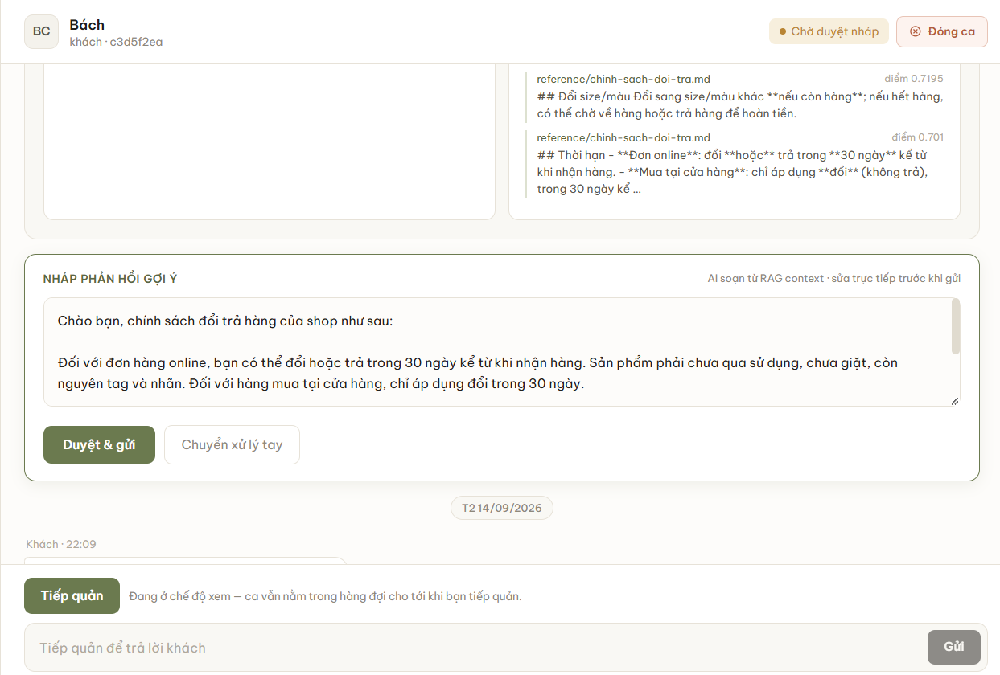 BC
Bách
khách · c3d5f2ea
Chờ duyệt nháp
Đóng ca
reference/chinh-sach-doi-tra.md
điểm 0.7195
## Đổi size/màu Đổi sang size/màu khác **nếu còn hàng**; nếu hết hàng,
có thể chờ về hàng hoặc trả hàng để hoàn tiền.
reference/chinh-sach-doi-tra.md
điểm 0.701
## Thời hạn - **Đơn online**: đổi **hoặc** trả trong **30 ngày** kể từ
khi nhận hàng. - **Mua tại cửa hàng**: chỉ áp dụng **đổi** (không trả),
trong 30 ngày kể ...
NHÁP PHẢN HỒI GỢI Ý
AI soạn từ RAG context · sửa trực tiếp trước khi gửi
Chào bạn, chính sách đổi trả hàng của shop như sau:
Đối với đơn hàng online, bạn có thể đổi hoặc trả trong 30 ngày kể từ khi nhận hàng. Sản phẩm phải chưa qua sử dụng, chưa giặt, còn
nguyên tag và nhãn. Đối với hàng mua tại cửa hàng, chỉ áp dụng đổi trong 30 ngày.
Duyệt & gửi
Chuyển xử lý tay
T2 14/09/2026
Khách · 22:09
Tiếp quản
Đang ở chế độ xem — ca vẫn nằm trong hàng đợi cho tới khi bạn tiếp quản.
Tiếp quản để trả lời khách
Gửi